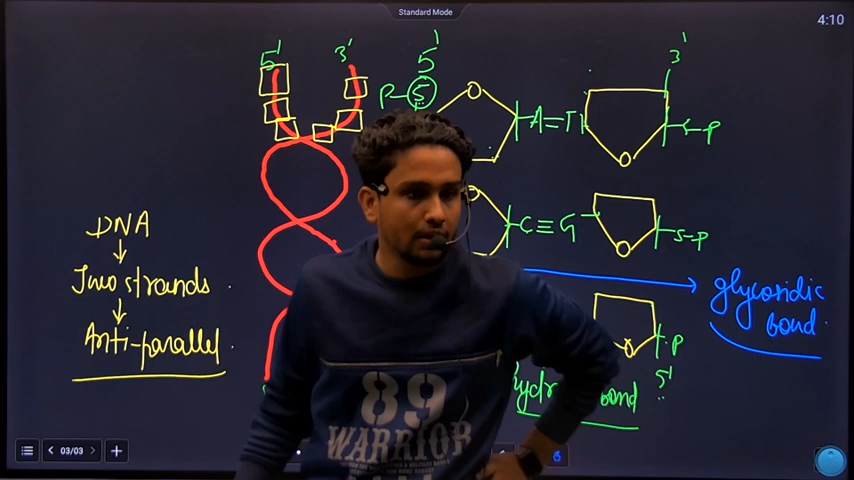 Standard Mode
4:10
5'
3'
5'
3'
P-5
A=T
S-P
C≡G
S-P
DNA
↓
Two strands
↓
Anti-parallel
glycosidic
bond
P
5'
bond
89
WARRIOR
03/03